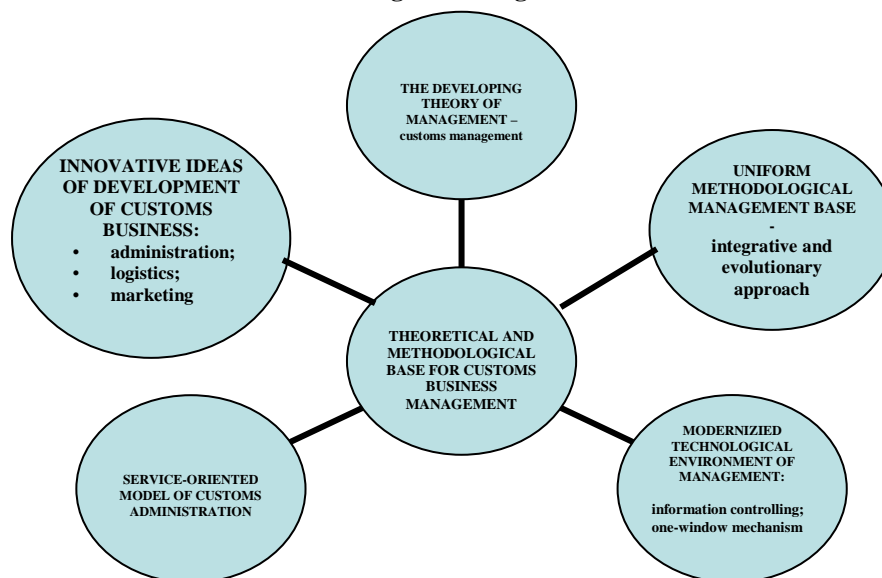 THE DEVELOPING
THEORY OF
MANAGEMENT –
customs management
INNOVATIVE IDEAS
OF DEVELOPMENT
OF CUSTOMS
BUSINESS:
• administration;
• logistics;
• marketing
UNIFORM
METHODOLOGICAL
MANAGEMENT BASE
-
integrative and
evolutionary
approach
THEORETICAL AND
METHODOLOGICAL
BASE FOR CUSTOMS
BUSINESS
MANAGEMENT
SERVICE-ORIENTED
MODEL OF CUSTOMS
ADMINISTRATION
MODERNIZIED
TECHNOLOGICAL
ENVIRONMENT OF
MANAGEMENT:
information controlling;
one-window mechanism